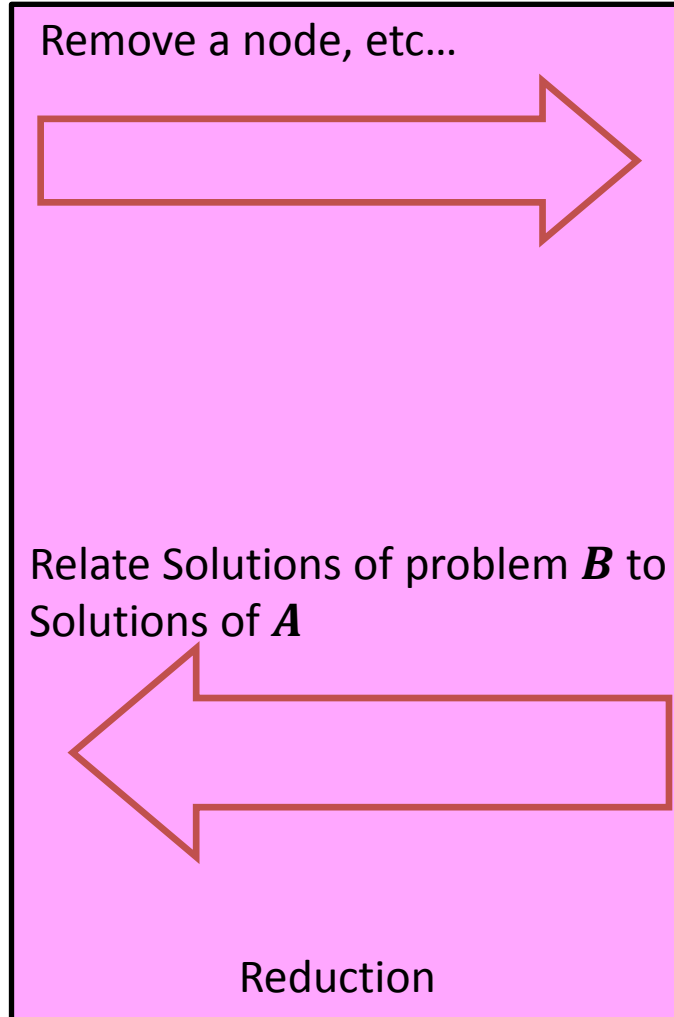 Remove a node, etc…
Relate Solutions of problem B to
Solutions of A
Reduction